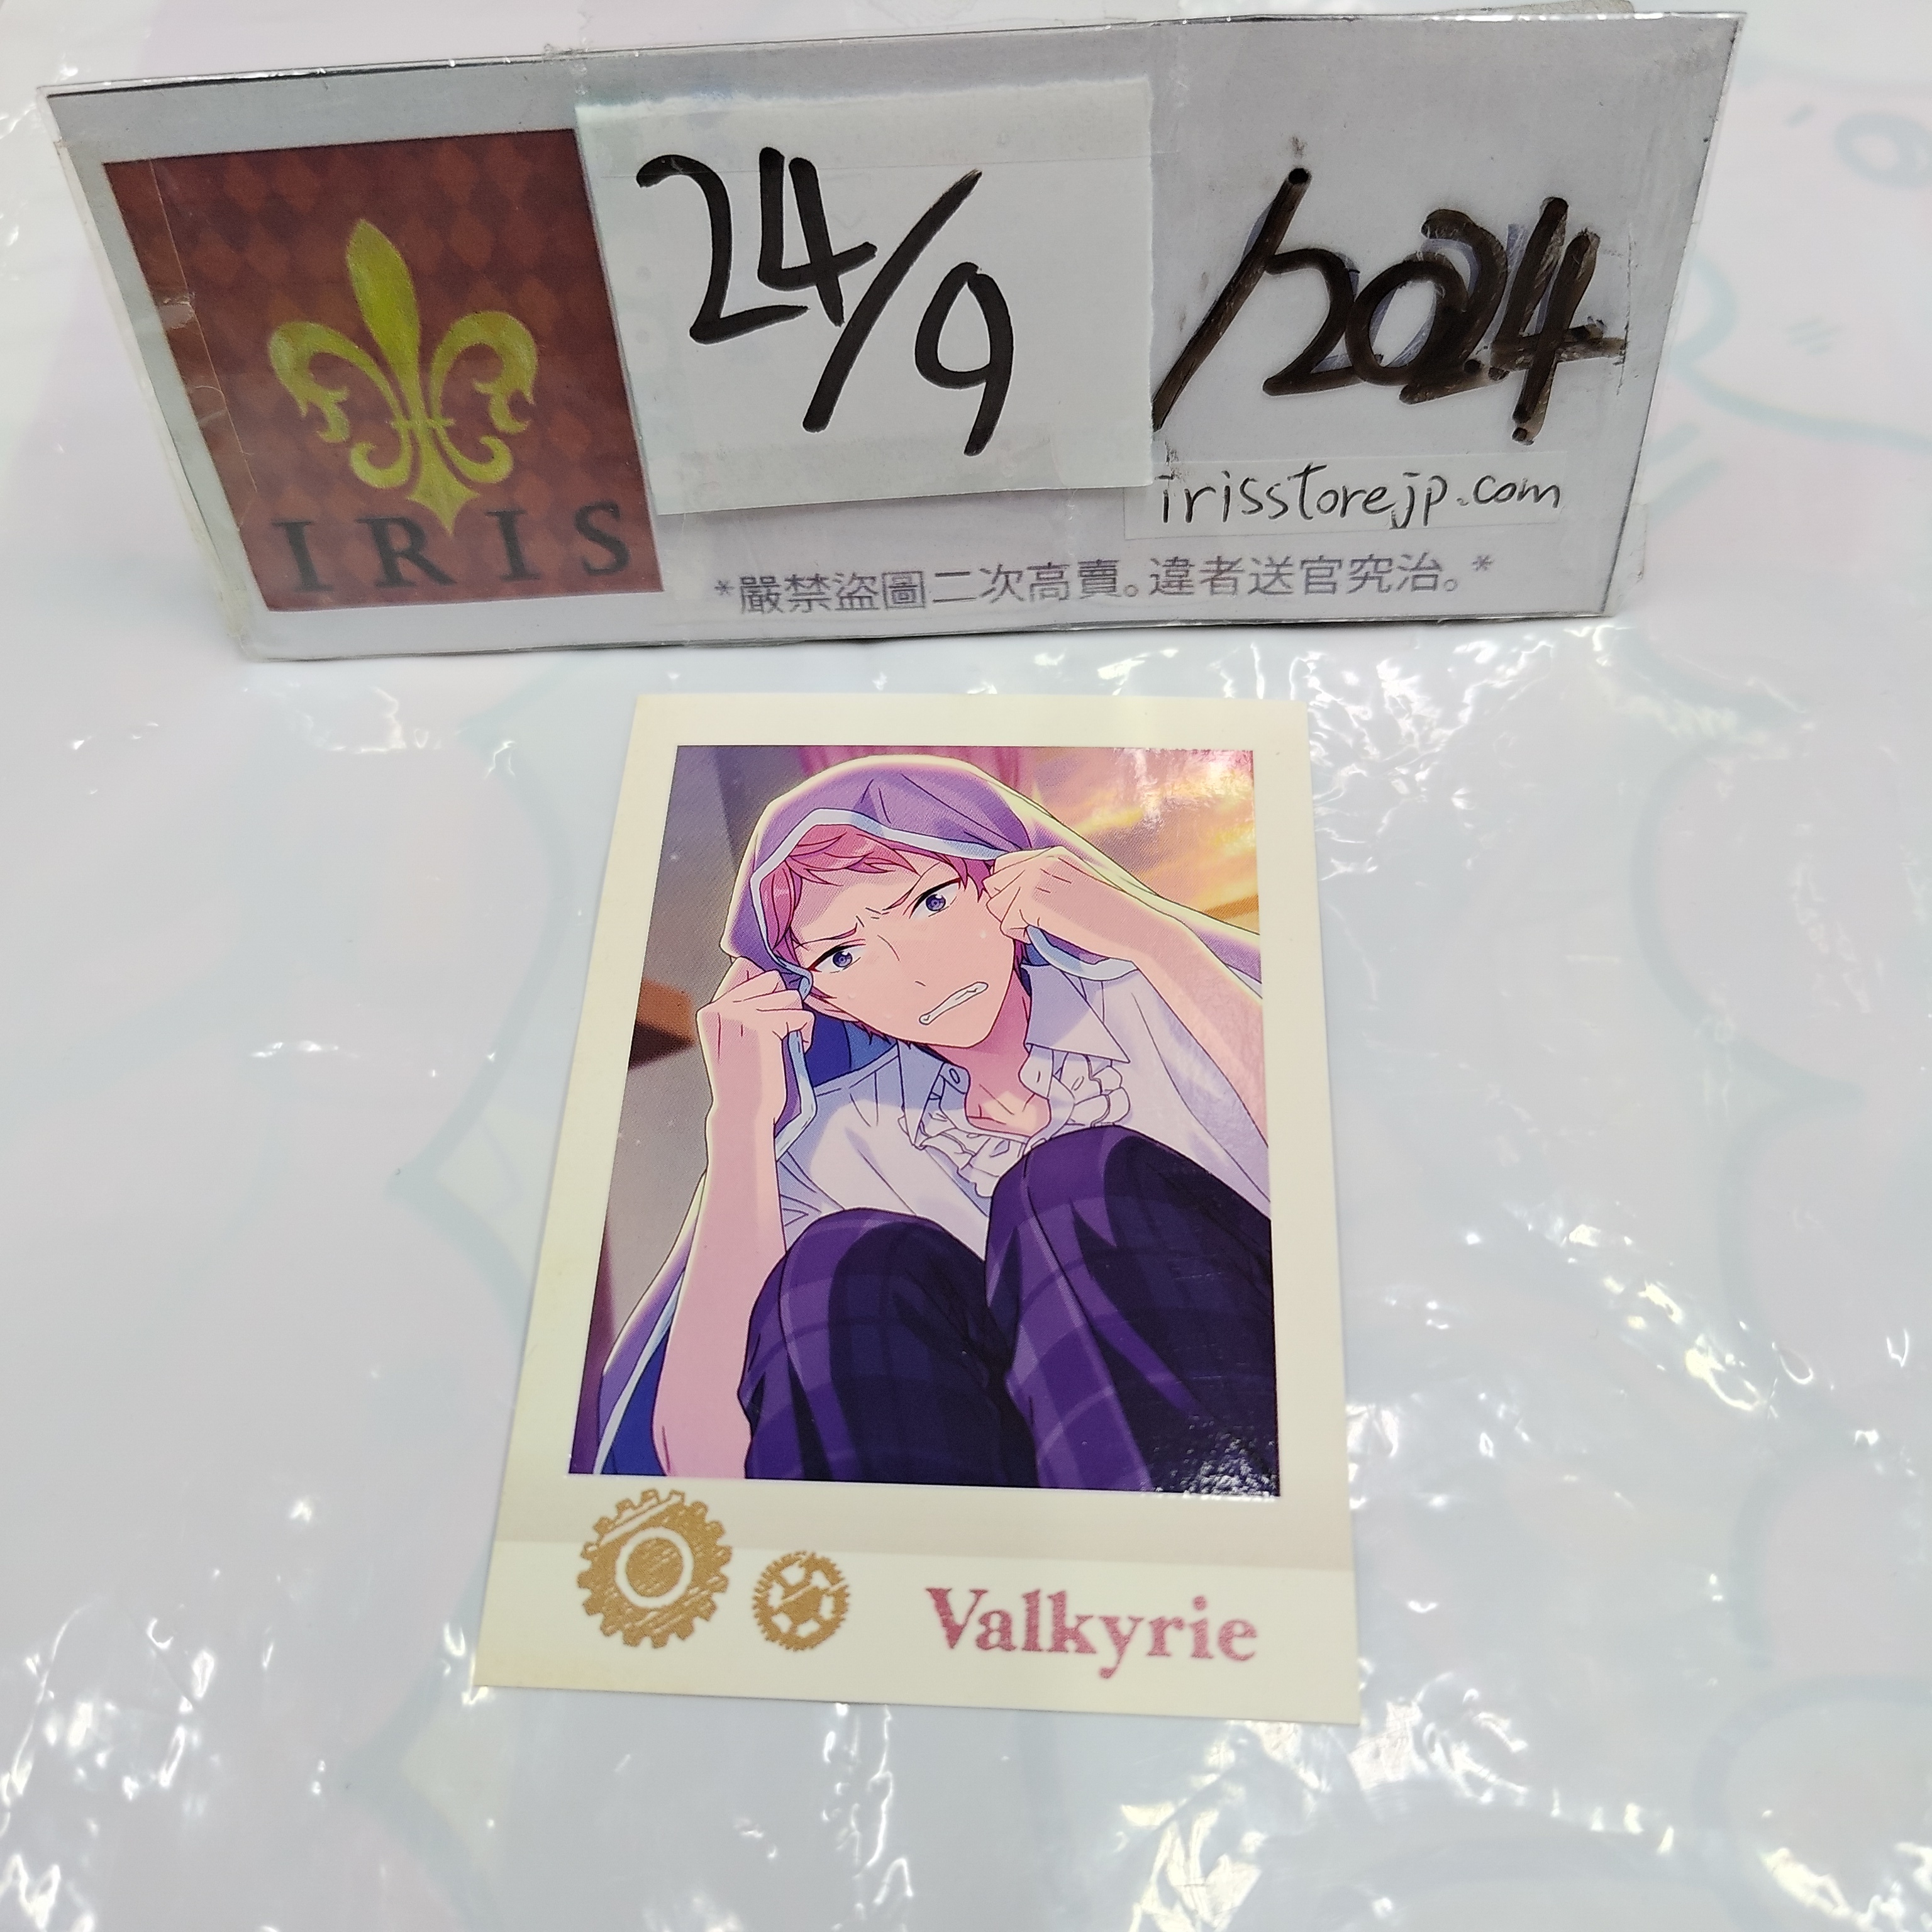 IRIS
24/9/2024
irisstorejp.com
*嚴禁盜圖二次高賣。違者送官究治。*
Valkyrie